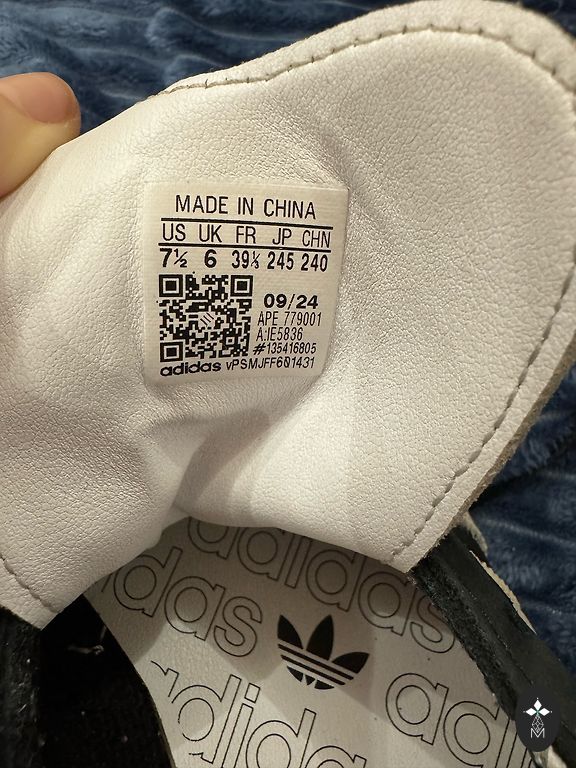 MADE IN CHINA
US UK FR JP CHN
7½ 6 39⅓ 245 240
09/24
APE 779001
A:IE5836
#135416805
adidas vPSMJFF601431
adidas
adidas
adidas